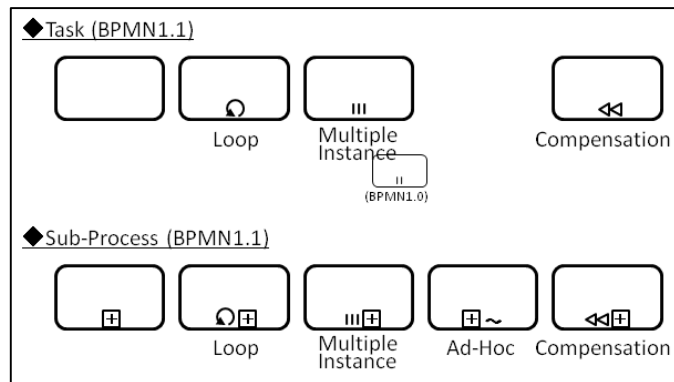 ◆Task (BPMN1.1)
Loop
Multiple
Instance
Compensation
(BPMN1.0)
◆Sub-Process (BPMN1.1)
Loop
Multiple
Instance
Ad-Hoc
Compensation